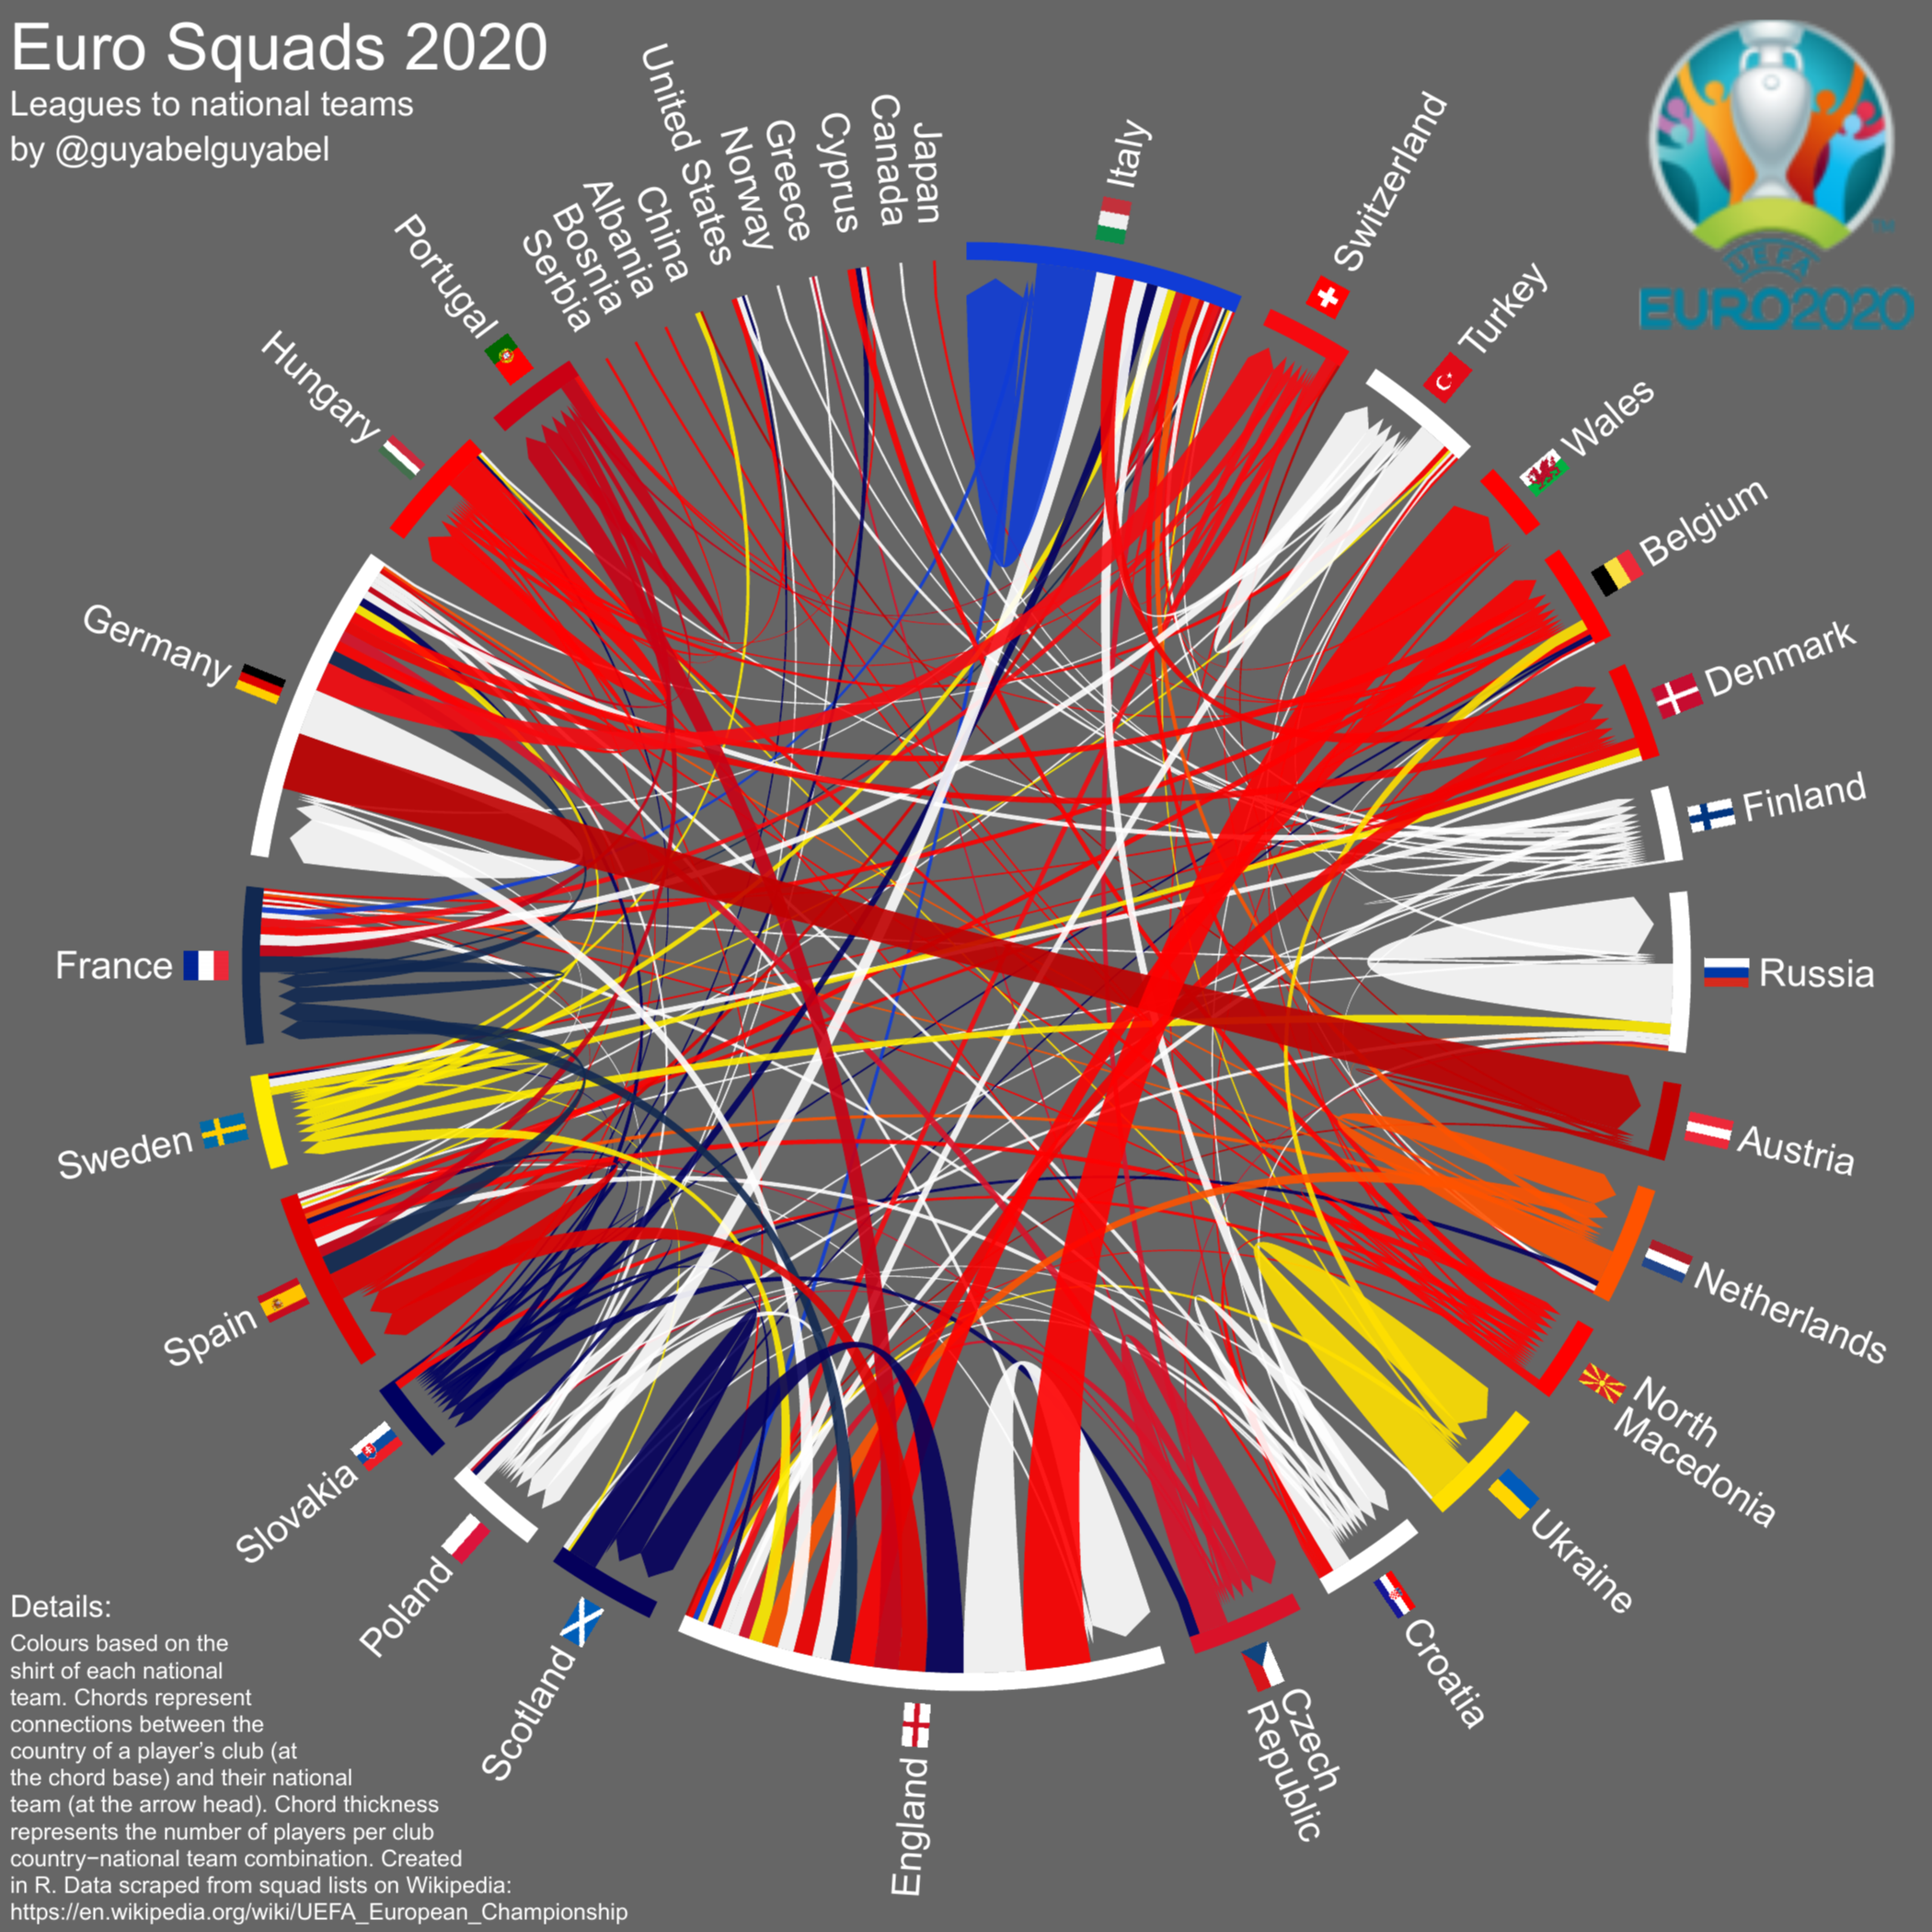 Euro Squads 2020
Leagues to national teams
by @guyabelguyabel
United States
Norway
Greece
Cyprus
Canada
Japan
Italy
Switzerland
Turkey
Wales
Belgium
Denmark
Finland
Russia
Austria
Netherlands
North
Macedonia
Ukraine
Croatia
Czech
Republic
England
Scotland
Poland
Slovakia
Spain
Sweden
France
Germany
Hungary
Portugal
Serbia
Bosnia
Albania
China
UEFA
EURO2020
TM
Details:
Colours based on the
shirt of each national
team. Chords represent
connections between the
country of a player’s club (at
the chord base) and their national
team (at the arrow head). Chord thickness
represents the number of players per club
country−national team combination. Created
in R. Data scraped from squad lists on Wikipedia:
https://en.wikipedia.org/wiki/UEFA_European_Championship